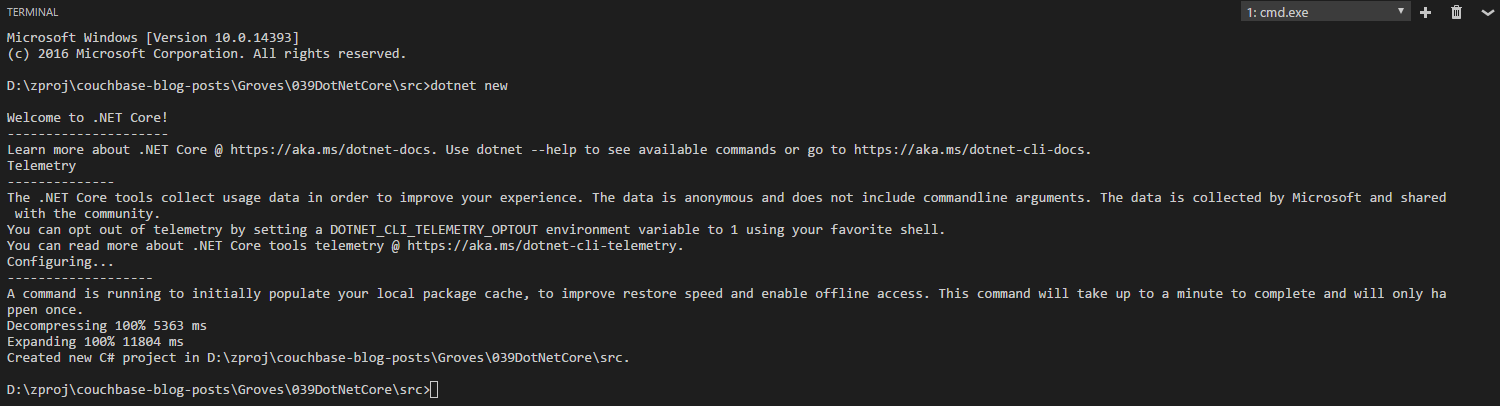 TERMINAL
1: cmd.exe
Microsoft Windows [Version 10.0.14393]
(c) 2016 Microsoft Corporation. All rights reserved.
D:\zproj\couchbase-blog-posts\Groves\039DotNetCore\src>dotnet new
Welcome to .NET Core!
---------------------
Learn more about .NET Core @ https://aka.ms/dotnet-docs. Use dotnet --help to see available commands or go to https://aka.ms/dotnet-cli-docs.
Telemetry
--------------
The .NET Core tools collect usage data in order to improve your experience. The data is anonymous and does not include commandline arguments. The data is collected by Microsoft and shared
 with the community.
You can opt out of telemetry by setting a DOTNET_CLI_TELEMETRY_OPTOUT environment variable to 1 using your favorite shell.
You can read more about .NET Core tools telemetry @ https://aka.ms/dotnet-cli-telemetry.
Configuring...
-------------------
A command is running to initially populate your local package cache, to improve restore speed and enable offline access. This command will take up to a minute to complete and will only ha
ppen once.
Decompressing 100% 5363 ms
Expanding 100% 11804 ms
Created new C# project in D:\zproj\couchbase-blog-posts\Groves\039DotNetCore\src.
D:\zproj\couchbase-blog-posts\Groves\039DotNetCore\src>